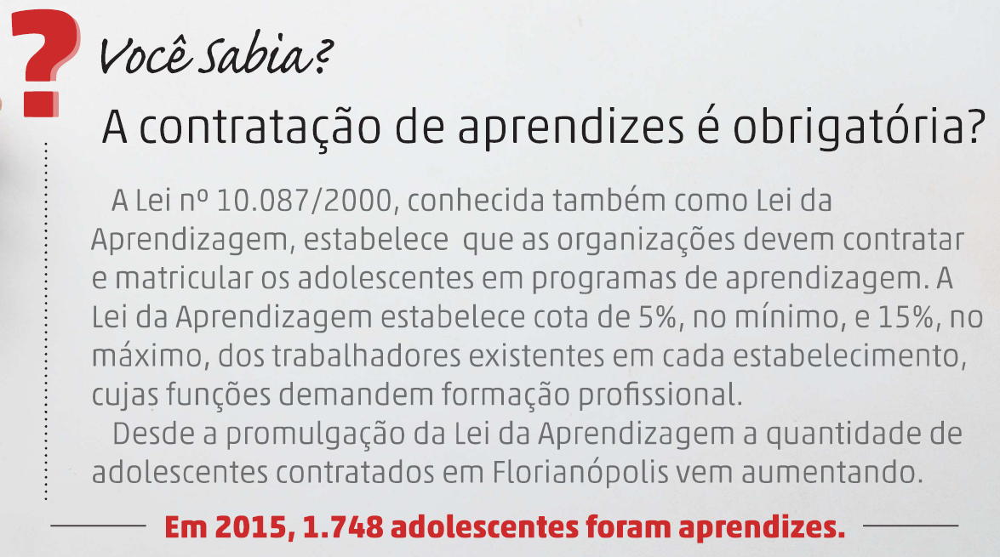 ?
Você Sabia?
A contratação de aprendizes é obrigatória?
A Lei nº 10.087/2000, conhecida também como Lei da
Aprendizagem, estabelece que as organizações devem contratar
e matricular os adolescentes em programas de aprendizagem. A
Lei da Aprendizagem estabelece cota de 5%, no mínimo, e 15%, no
máximo, dos trabalhadores existentes em cada estabelecimento,
cujas funções demandem formação profissional.
Desde a promulgação da Lei da Aprendizagem a quantidade de
adolescentes contratados em Florianópolis vem aumentando.
Em 2015, 1.748 adolescentes foram aprendizes.